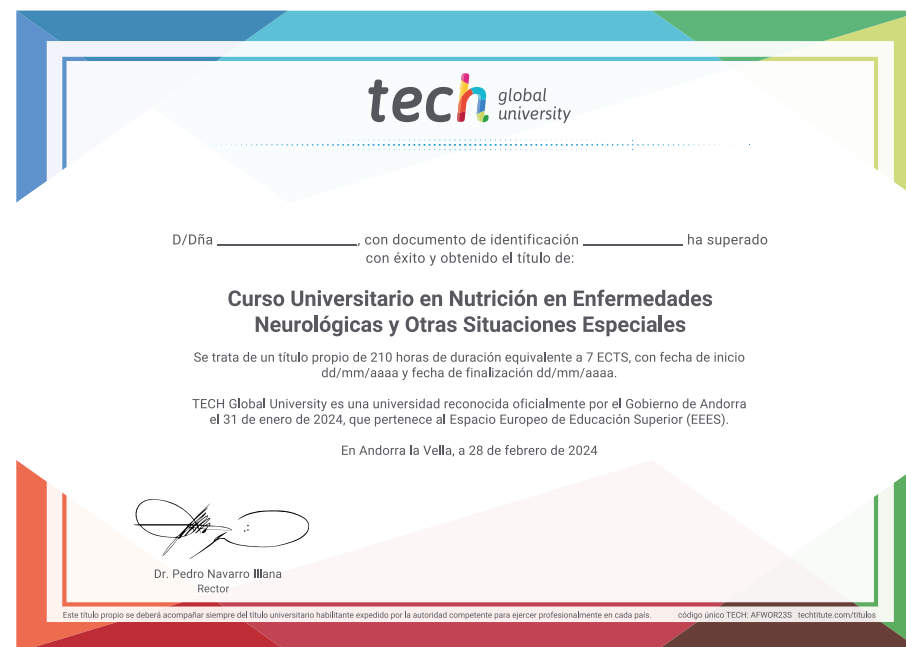 tech global university
D/Dña ____________________, con documento de identificación ______________ ha superado
con éxito y obtenido el título de:
Curso Universitario en Nutrición en Enfermedades
Neurológicas y Otras Situaciones Especiales
Se trata de un título propio de 210 horas de duración equivalente a 7 ECTS, con fecha de inicio
dd/mm/aaaa y fecha de finalización dd/mm/aaaa.
TECH Global University es una universidad reconocida oficialmente por el Gobierno de Andorra
el 31 de enero de 2024, que pertenece al Espacio Europeo de Educación Superior (EEES).
En Andorra la Vella, a 28 de febrero de 2024
Dr. Pedro Navarro Illana
Rector
Este título propio se deberá acompañar siempre del título universitario habilitante expedido por la autoridad competente para ejercer profesionalmente en cada país. código único TECH: AFWOR23S techtitute.com/titulos